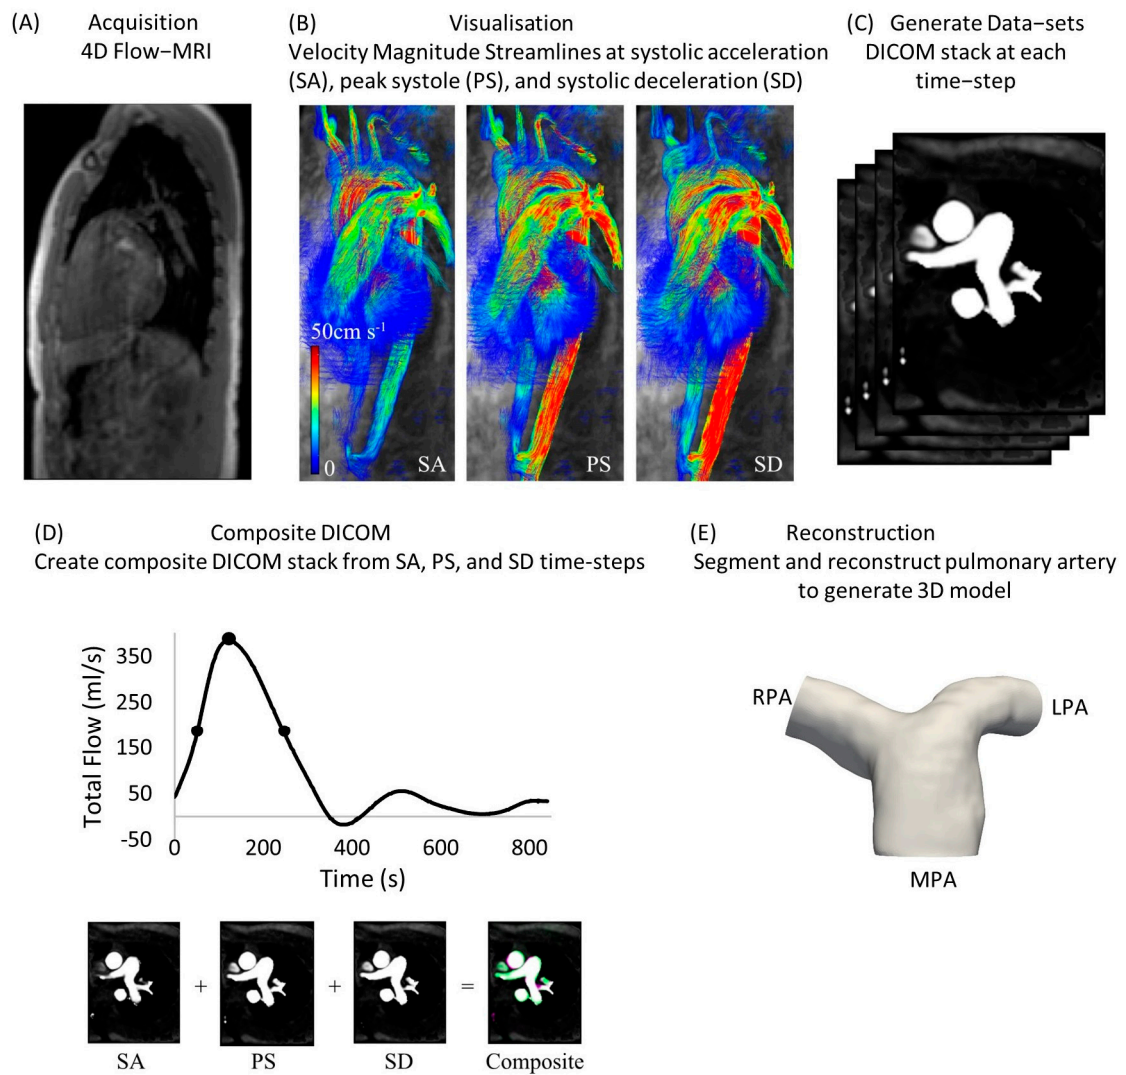 (A) Acquisition
4D Flow−MRI
(B) Visualisation
Velocity Magnitude Streamlines at systolic acceleration
(SA), peak systole (PS), and systolic deceleration (SD)
(C) Generate Data−sets
DICOM stack at each
time−step
50cm s-1
0
SA
PS
SD
(D) Composite DICOM
Create composite DICOM stack from SA, PS, and SD time-steps
Total Flow (ml/s)
350
250
150
50
-50
0 200 400 600 800
Time (s)
SA + PS + SD = Composite
(E) Reconstruction
Segment and reconstruct pulmonary artery
to generate 3D model
RPA
LPA
MPA